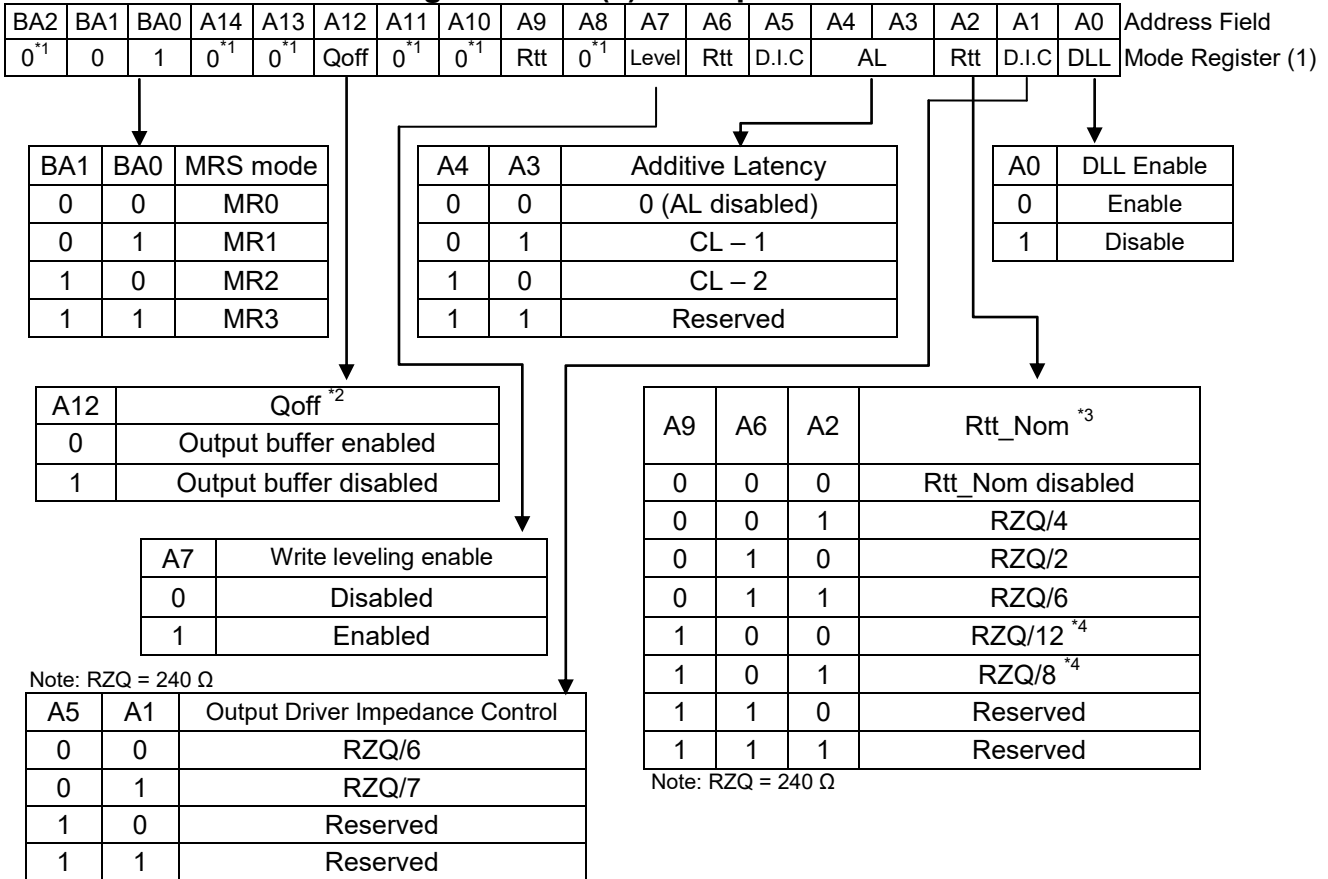 BA2 BA1 BA0 A14 A13 A12 A11 A10 A9 A8 A7 A6 A5 A4 A3 A2 A1 A0 Address Field
0*1 0 1 0*1 0*1 Qoff 0*1 0*1 Rtt 0*1 Level Rtt D.I.C AL Rtt D.I.C DLL Mode Register (1)
BA1 BA0 MRS mode
0 0 MR0
0 1 MR1
1 0 MR2
1 1 MR3
A4 A3 Additive Latency
0 0 0 (AL disabled)
0 1 CL – 1
1 0 CL – 2
1 1 Reserved
A0 DLL Enable
0 Enable
1 Disable
A12 Qoff *2
0 Output buffer enabled
1 Output buffer disabled
A9 A6 A2 Rtt_Nom *3
0 0 0 Rtt_Nom disabled
0 0 1 RZQ/4
0 1 0 RZQ/2
0 1 1 RZQ/6
1 0 0 RZQ/12 *4
1 0 1 RZQ/8 *4
1 1 0 Reserved
1 1 1 Reserved
Note: RZQ = 240 Ω
A7 Write leveling enable
0 Disabled
1 Enabled
Note: RZQ = 240 Ω
A5 A1 Output Driver Impedance Control
0 0 RZQ/6
0 1 RZQ/7
1 0 Reserved
1 1 Reserved